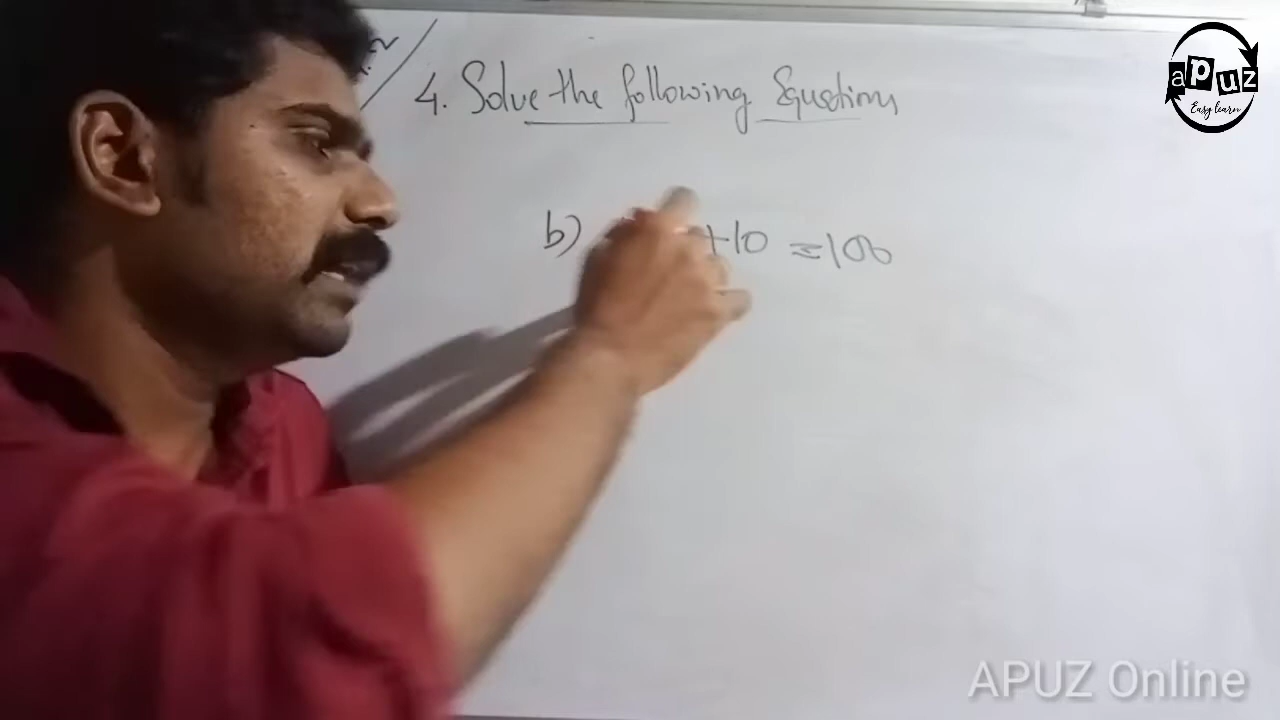 4. Solve the following Equations
b) +10 = 100
apuz
Easy learn
APUZ Online